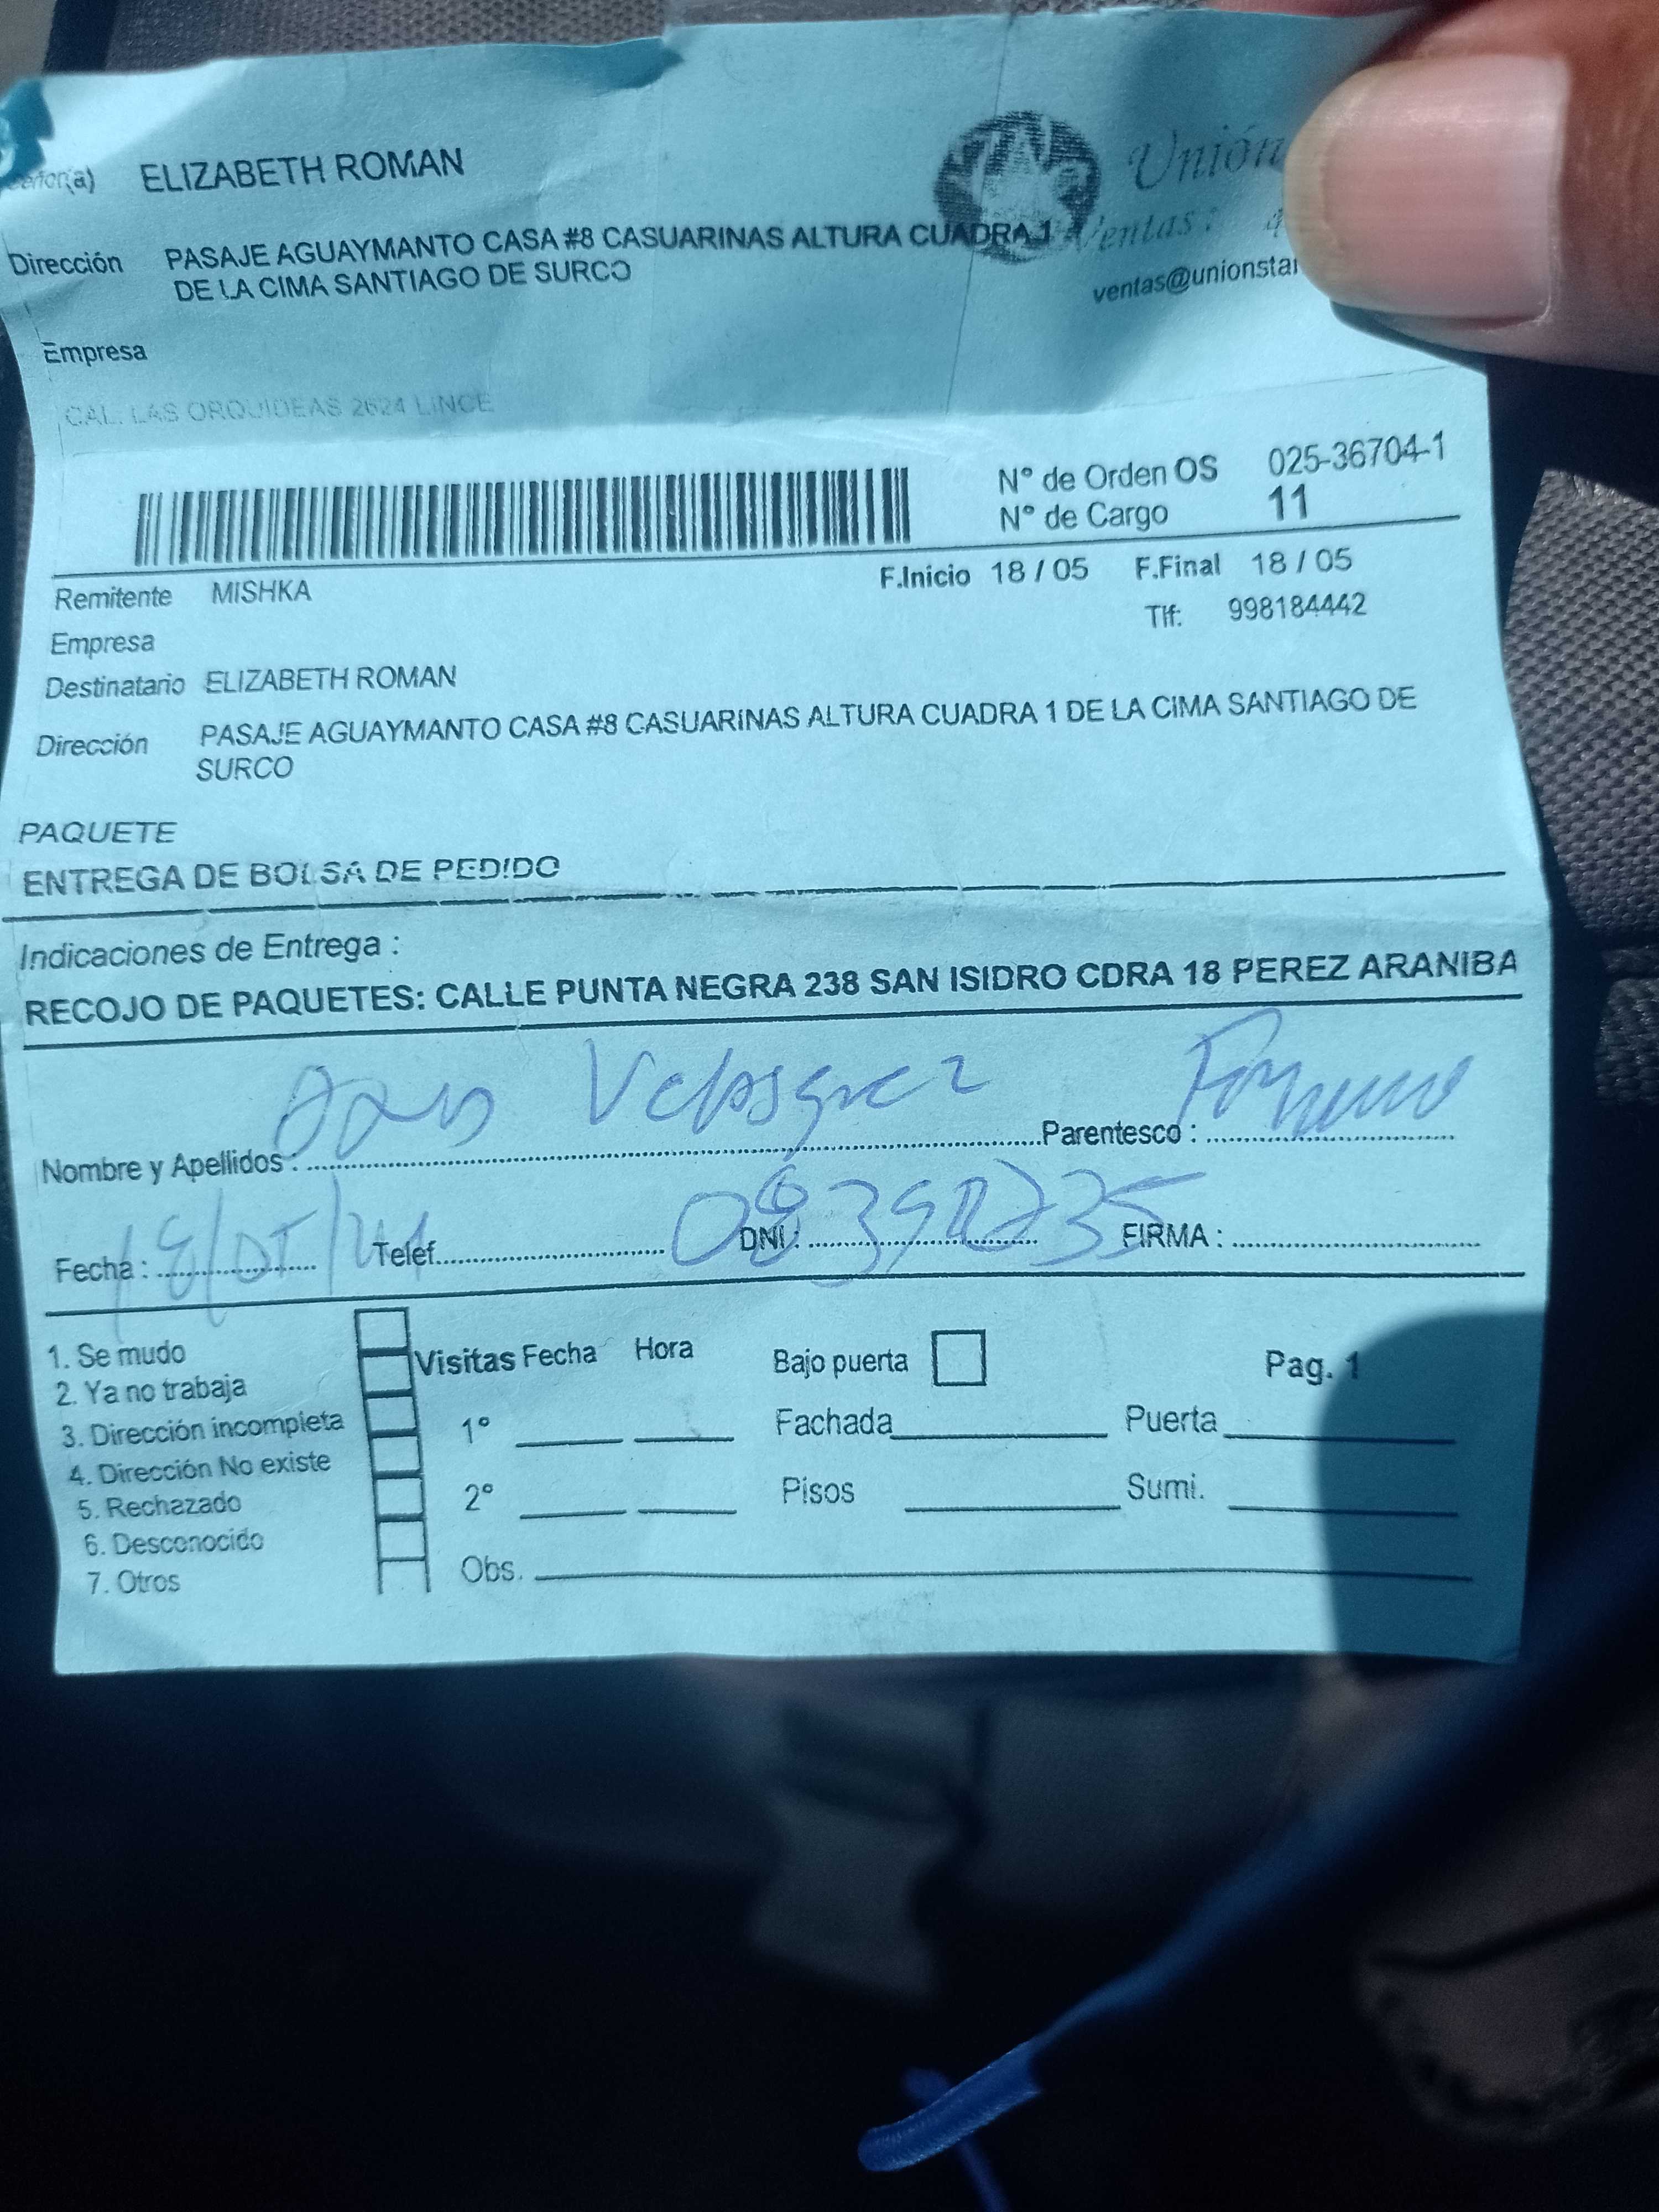 ELIZABETH ROMAN
Unión
Dirección PASAJE AGUAYMANTO CASA #8 CASUARINAS ALTURA CUADRA 1
DE LA CIMA SANTIAGO DE SURCO
Ventas:
ventas@unionstar
Empresa
CAL. LAS ORQUIDEAS 2624 LINCE
N° de Orden OS 025-36704-1
N° de Cargo 11
F.Inicio 18 / 05 F.Final 18 / 05
Remitente MISHKA
Tlf: 998184442
Empresa
Destinatario ELIZABETH ROMAN
Dirección PASAJE AGUAYMANTO CASA #8 CASUARINAS ALTURA CUADRA 1 DE LA CIMA SANTIAGO DE
SURCO
PAQUETE
ENTREGA DE BOLSA DE PEDIDO
Indicaciones de Entrega :
RECOJO DE PAQUETES: CALLE PUNTA NEGRA 238 SAN ISIDRO CDRA 18 PEREZ ARANIBA
Nombre y Apellidos : Velasquez Parentesco :
Fecha : Telef. DNI : FIRMA :
1. Se mudo
2. Ya no trabaja
3. Dirección incompleta
4. Dirección No existe
5. Rechazado
6. Desconocido
7. Otros
Visitas Fecha Hora Bajo puerta Pag. 1
1° Fachada Puerta
2° Pisos Sumi.
Obs.